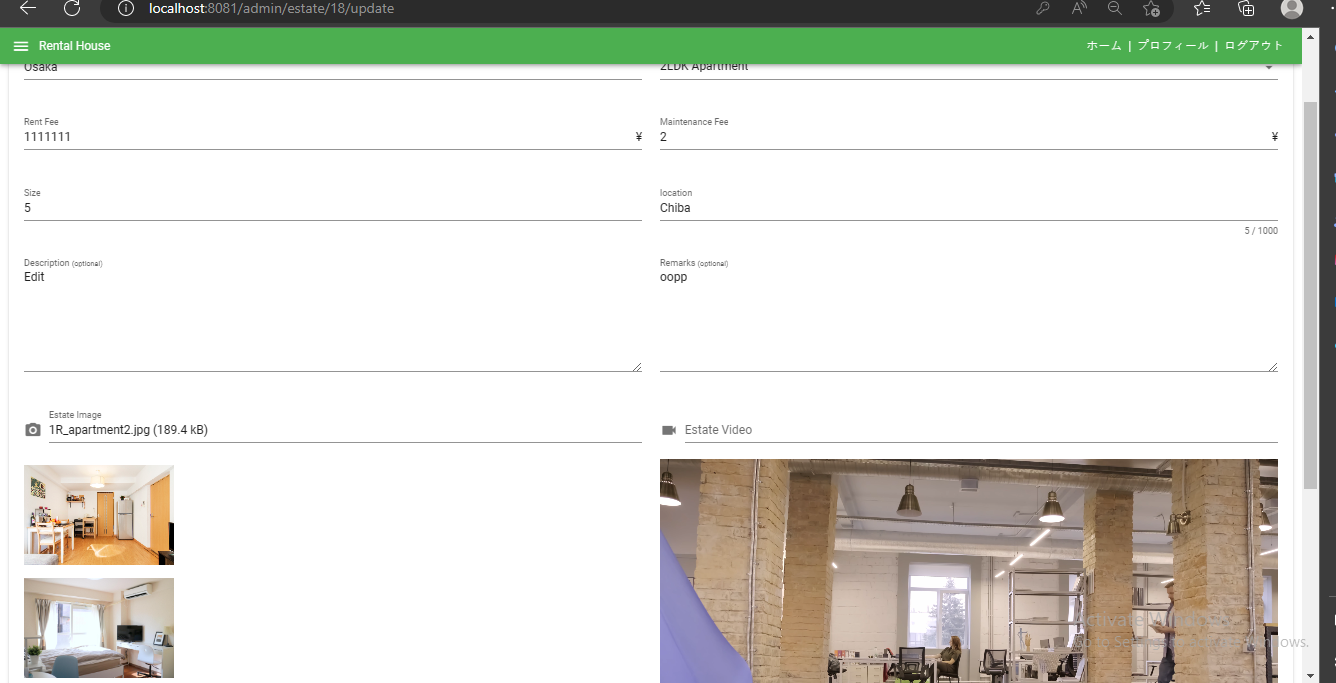 localhost:8081/admin/estate/18/update
Rental House
ホーム | プロフィール | ログアウト
Osaka
2LDK Apartment
Rent Fee
1111111 ¥
Maintenance Fee
2 ¥
Size
5
location
Chiba
5 / 1000
Description (optional)
Edit
Remarks (optional)
oopp
Estate Image
1R_apartment2.jpg (189.4 kB)
Estate Video
Activate Windows